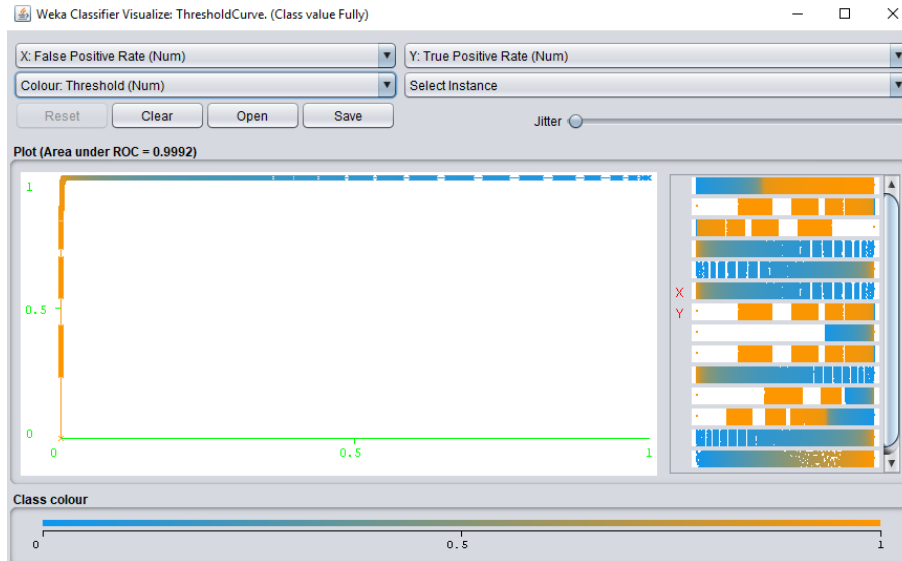 Weka Classifier Visualize: ThresholdCurve. (Class value Fully)
X: False Positive Rate (Num) Y: True Positive Rate (Num)
Colour: Threshold (Num) Select Instance
Reset Clear Open Save Jitter
Plot (Area under ROC = 0.9992)
1
0.5
0
0 0.5 1
X
Y
Class colour
0 0.5 1